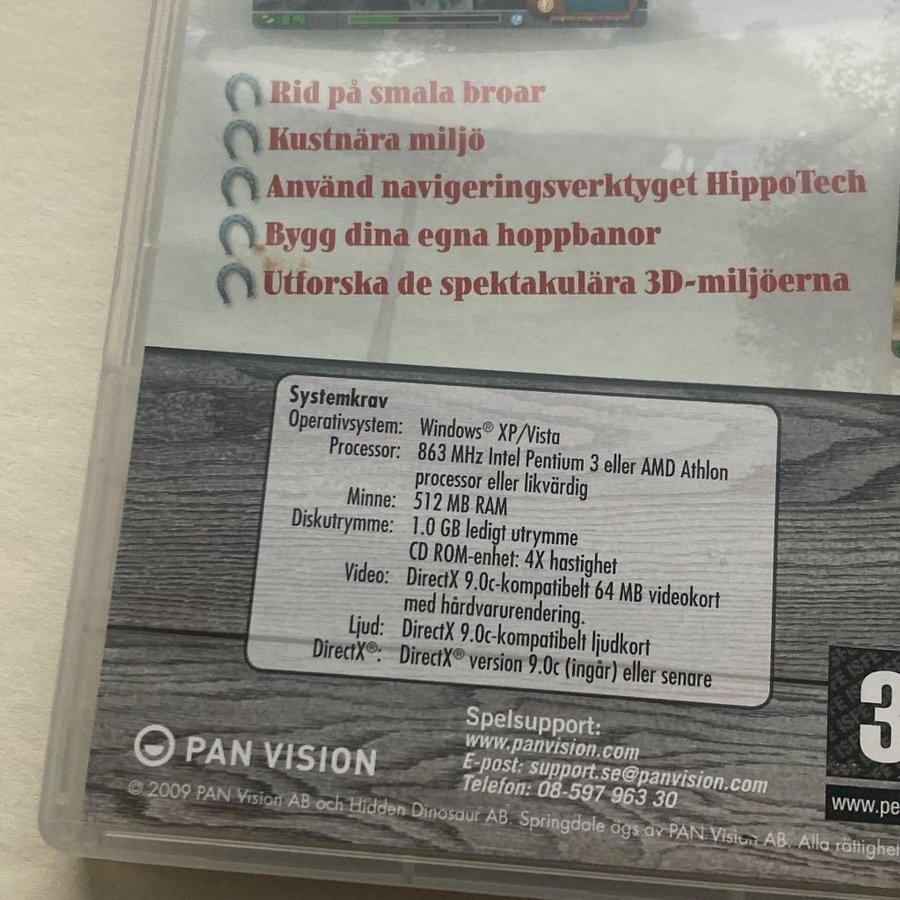 Rid på smala broar
Kustnära miljö
Använd navigeringsverktyget HippoTech
Bygg dina egna hoppbanor
Utforska de spektakulära 3D-miljöerna
Systemkrav
Operativsystem: Windows® XP/Vista
Processor: 863 MHz Intel Pentium 3 eller AMD Athlon
processor eller likvärdig
Minne: 512 MB RAM
Diskutrymme: 1.0 GB ledigt utrymme
CD ROM-enhet: 4X hastighet
Video: DirectX 9.0c-kompatibelt 64 MB videokort
med hårdvarurendering.
Ljud: DirectX 9.0c-kompatibelt ljudkort
DirectX®: DirectX® version 9.0c (ingår) eller senare
PAN VISION
Spelsupport:
www.panvision.com
E-post: support.se@panvision.com
Telefon: 08-597 963 30
3
www.pe
© 2009 PAN Vision AB och Hidden Dinosaur AB. Springdale ägs av PAN Vision AB. Alla rättighet